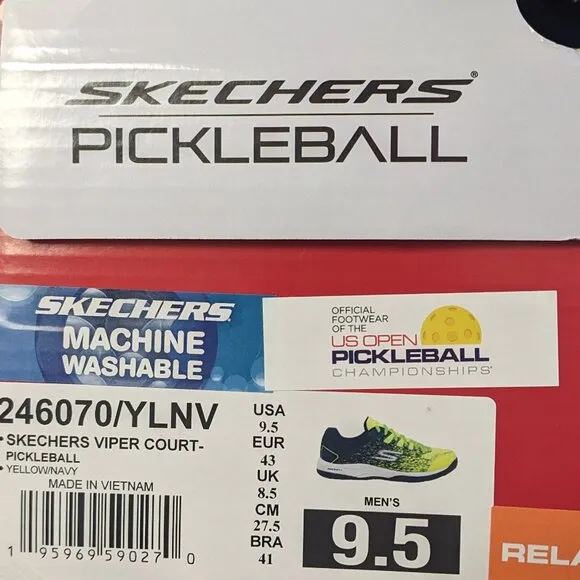 SKECHERS®
PICKLEBALL
SKECHERS
MACHINE
WASHABLE
OFFICIAL
FOOTWEAR
OF THE
US OPEN
PICKLEBALL
CHAMPIONSHIPS
246070/YLNV
• SKECHERS VIPER COURT-
PICKLEBALL
• YELLOW/NAVY
MADE IN VIETNAM
1 95969 59027 0
USA
9.5
EUR
43
UK
8.5
CM
27.5
BRA
41
MEN'S
9.5